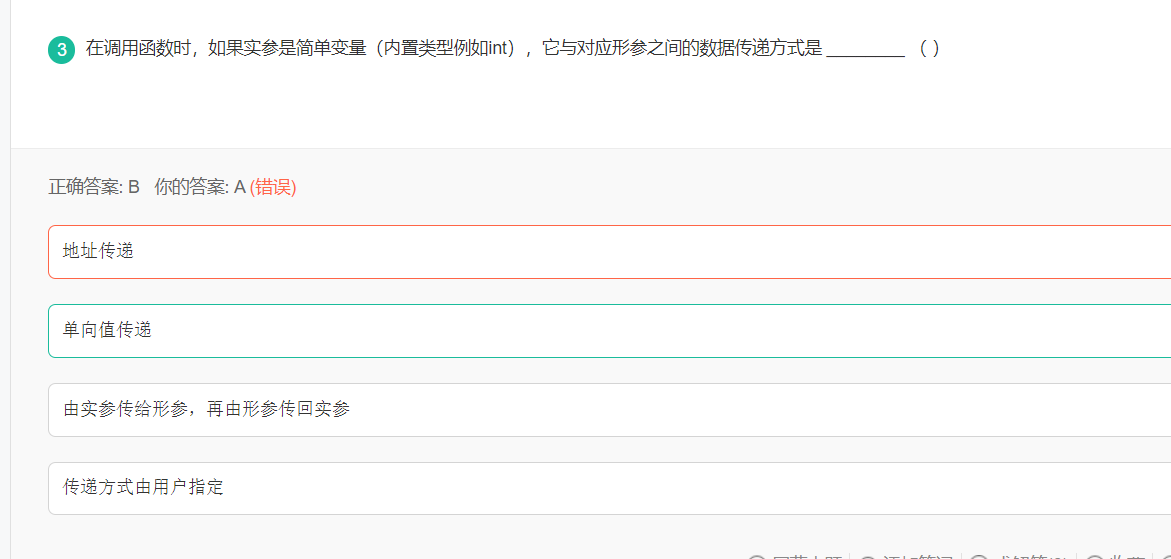 3 在调用函数时，如果实参是简单变量（内置类型例如int），它与对应形参之间的数据传递方式是 _________ （ ）
正确答案: B 你的答案: A (错误)
地址传递
单向值传递
由实参传给形参，再由形参传回实参
传递方式由用户指定